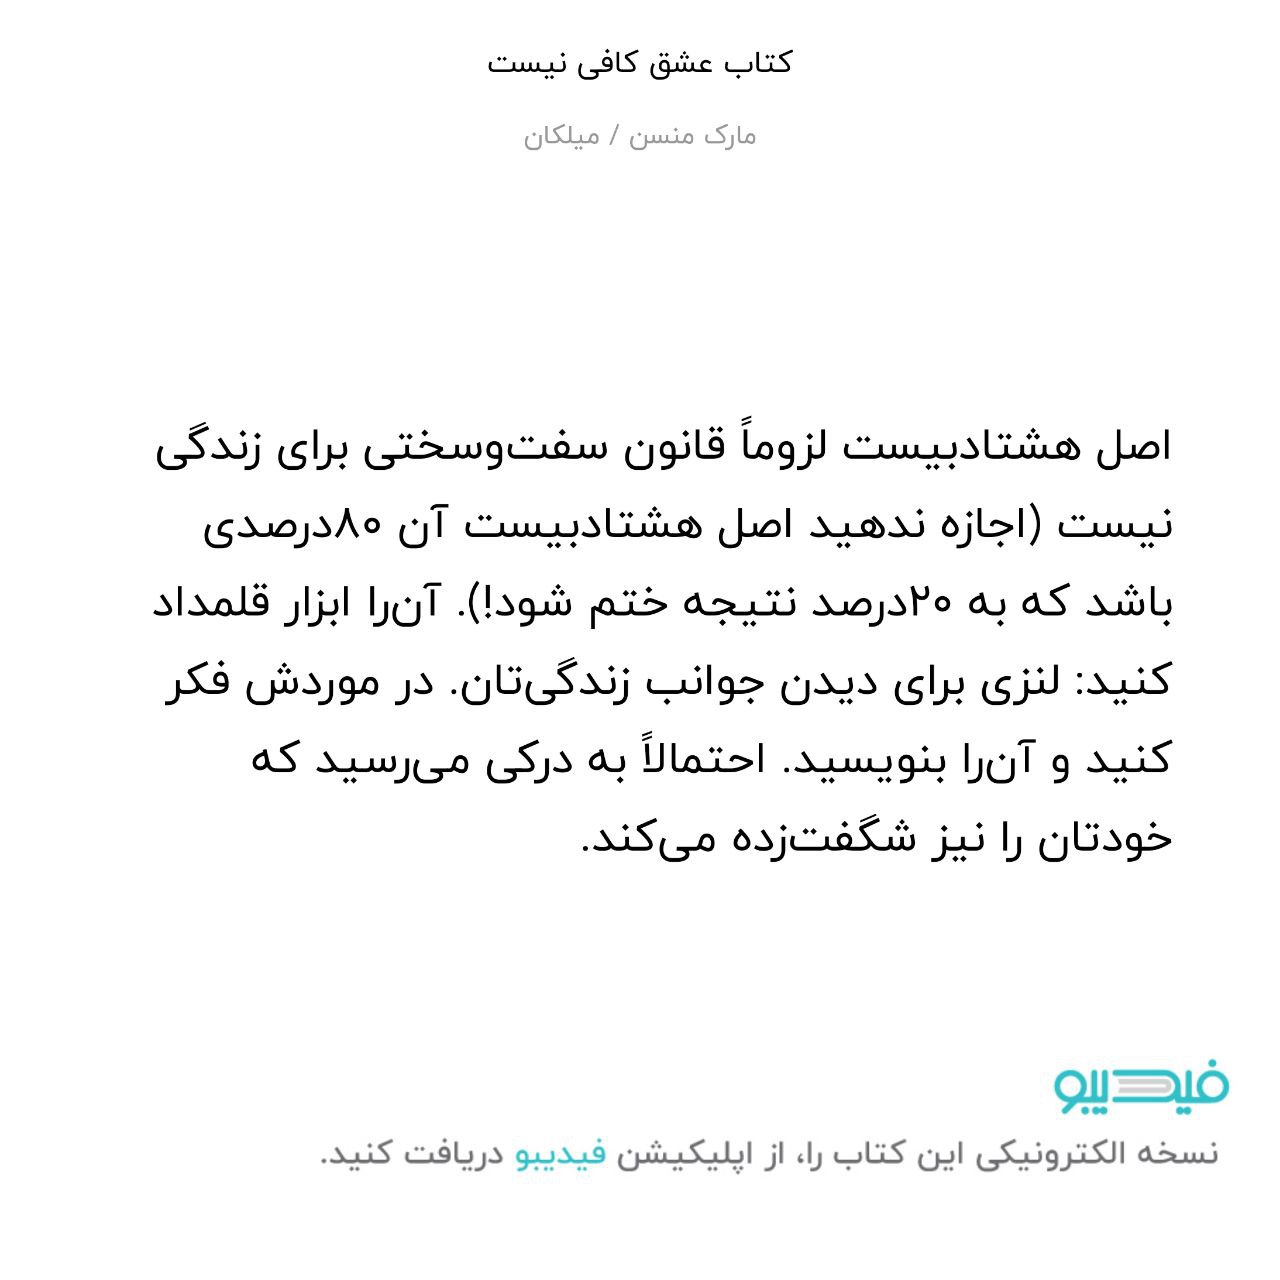 کتاب عشق کافی نیست
مارک منسن / میلکان
اصل هشتادبیست لزوماً قانون سفت‌وسختی برای زندگی
نیست (اجازه ندهید اصل هشتادبیست آن ۸۰درصدی
باشد که به ۲۰درصد نتیجه ختم شود!). آن‌را ابزار قلمداد
کنید: لنزی برای دیدن جوانب زندگی‌تان. در موردش فکر
کنید و آن‌را بنویسید. احتمالاً به درکی می‌رسید که
خودتان را نیز شگفت‌زده می‌کند.
فیدیبو
نسخه الکترونیکی این کتاب را، از اپلیکیشن فیدیبو دریافت کنید.